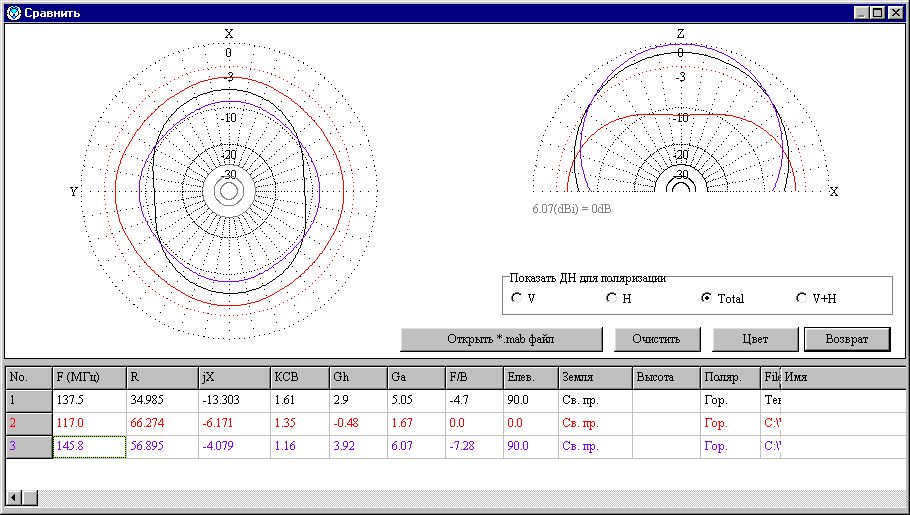 Сравнить
X
0
-3
-10
-20
-30
Y
Z
0
-3
-10
-20
-30
X
6.07(dBi) = 0dB
Показать ДН для поляризации
V H Total V+H
Открыть *.mab файл Очистить Цвет Возврат
No. F (МГц) R jX КСВ Gh Ga F/B Елев. Земля Высота Поляр. File Имя
1 137.5 34.985 -13.303 1.61 2.9 5.05 -4.7 90.0 Св. пр. Гор.
2 117.0 66.274 -6.171 1.35 -0.48 1.67 0.0 0.0 Св. пр. Гор. C:\
3 145.8 56.895 -4.079 1.16 3.92 6.07 -7.28 90.0 Св. пр. Гор. C:\